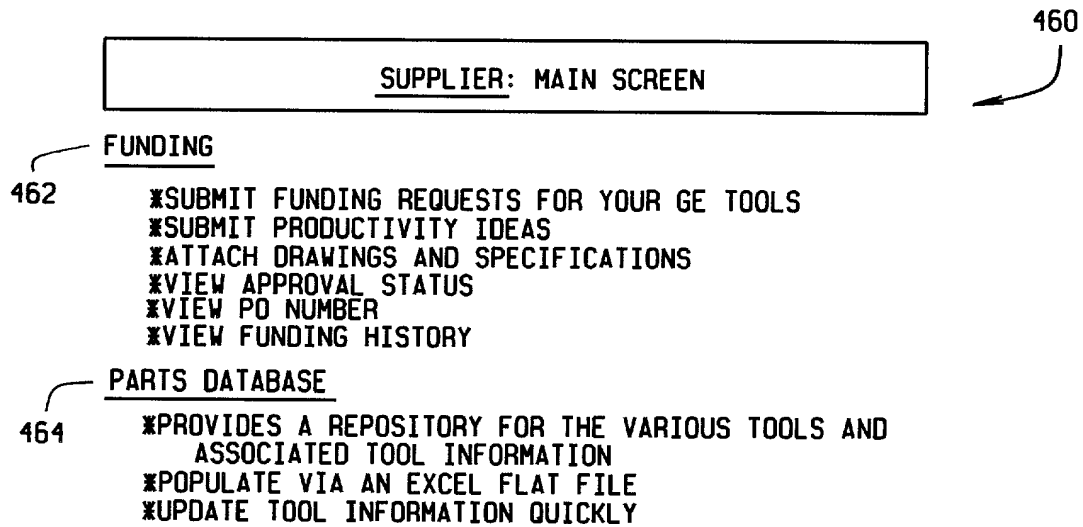 460
SUPPLIER: MAIN SCREEN
FUNDING
462
*SUBMIT FUNDING REQUESTS FOR YOUR GE TOOLS
*SUBMIT PRODUCTIVITY IDEAS
*ATTACH DRAWINGS AND SPECIFICATIONS
*VIEW APPROVAL STATUS
*VIEW PO NUMBER
*VIEW FUNDING HISTORY
PARTS DATABASE
464
*PROVIDES A REPOSITORY FOR THE VARIOUS TOOLS AND
ASSOCIATED TOOL INFORMATION
*POPULATE VIA AN EXCEL FLAT FILE
*UPDATE TOOL INFORMATION QUICKLY